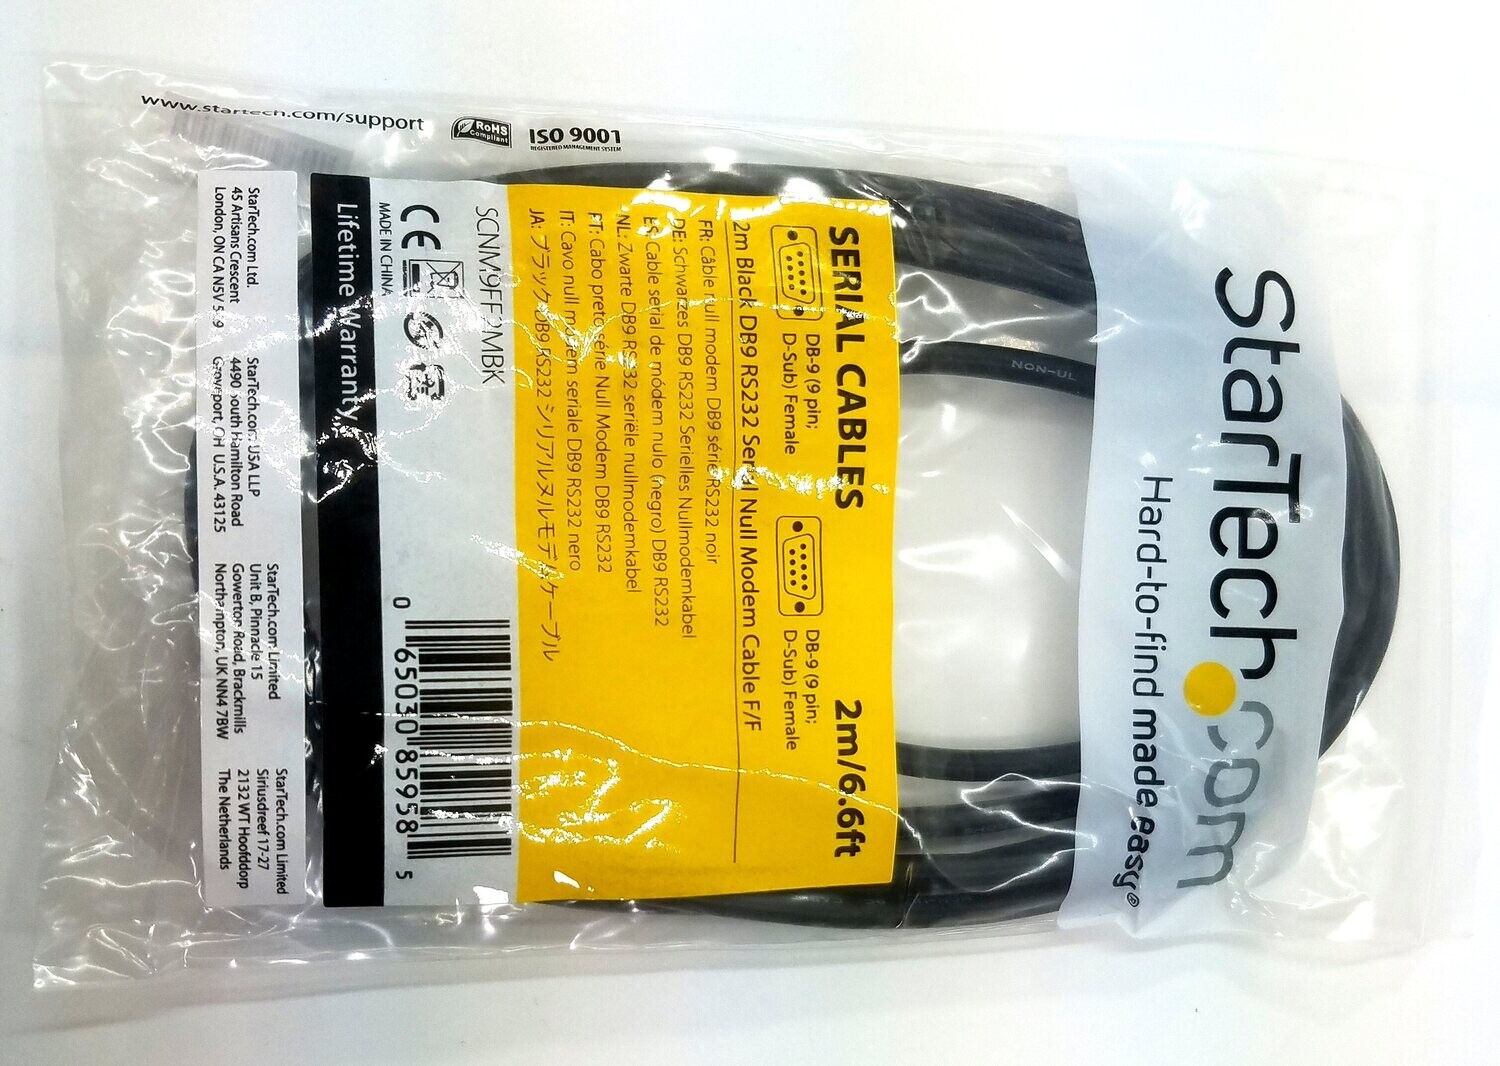 www.startech.com/support
RoHS
Compliant
ISO 9001
REGISTERED MANAGEMENT SYSTEM
StarTech.com
Hard-to-find made easy®
NON-UL
SERIAL CABLES 2m/6.6ft
DB-9 (9 pin;
D-Sub) Female
DB-9 (9 pin;
D-Sub) Female
2m Black DB9 RS232 Serial Null Modem Cable F/F
FR: Câble null modem DB9 série RS232 noir
DE: Schwarzes DB9 RS232 Serielles Nullmodemkabel
ES: Cable serial de módem nulo (negro) DB9 RS232
NL: Zwarte DB9 RS232 seriële nullmodemkabel
PT: Cabo preto série Null Modem DB9 RS232
IT: Cavo null modem seriale DB9 RS232 nero
JA: ブラックDB9 RS232 シリアルヌルモデムケーブル
SCNM9FF2MBK
CE
MADE IN CHINA
0 65030 85958 5
Lifetime Warranty
StarTech.com Ltd.
45 Artisans Crescent
London, ON CA N5V
StarTech.com USA LLP
4490 South Hamilton Road
Groveport, OH U.S.A. 43125
StarTech.com Limited
Unit B, Pinnacle 15
Gowerton Road, Brackmills
Northampton, UK NN4 7BW
StarTech.com Limited
Siriusdreef 17-27
2132 WT Hoofddorp
The Netherlands